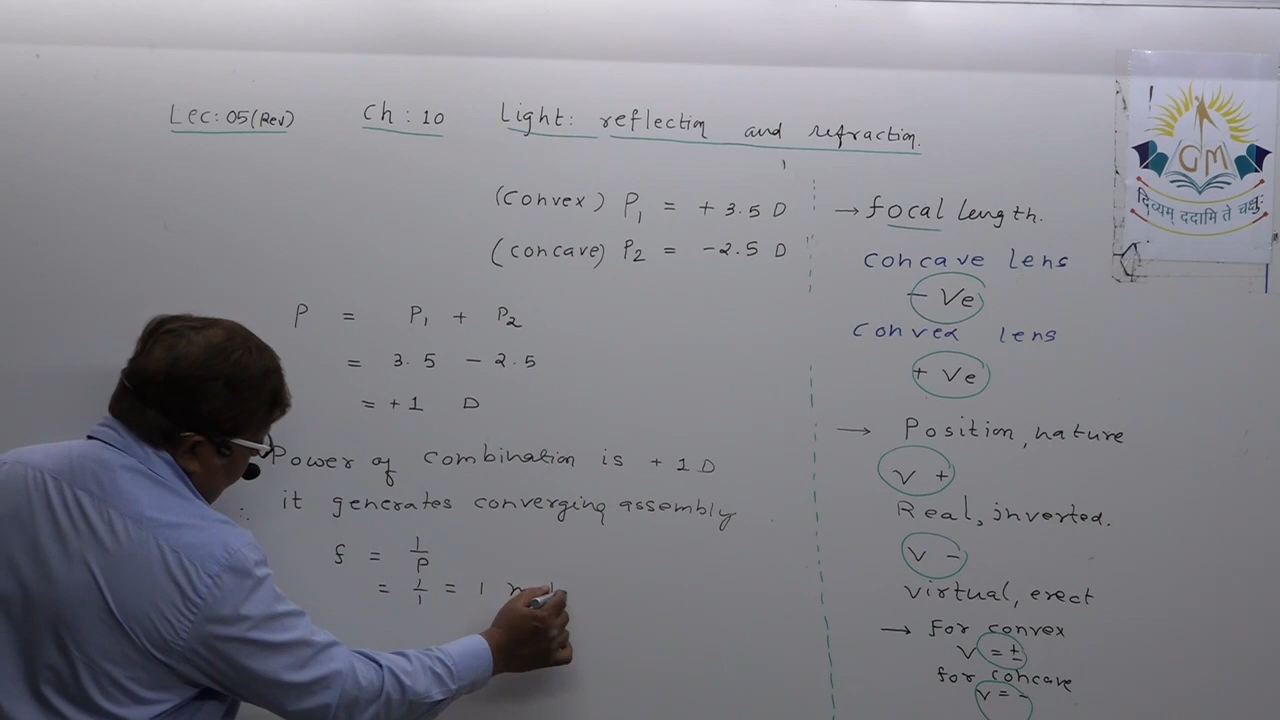 Lec: 05 (Rev) Ch : 10 Light: reflection and refraction.
(Convex) P₁ = + 3.5 D
(concave) P₂ = - 2.5 D
P = P₁ + P₂
= 3.5 - 2.5
= +1 D
Power of combination is + 1 D
∴ it generates converging assembly
f = 1/P
= 1/1 = 1
→ focal length.
concave lens
- Ve
convex lens
+ Ve
→ Position, nature
V +
Real, inverted.
V -
virtual, erect
→ for convex
V = ±
for concave
V = -
GM
दिव्यम् ददामि ते चक्षुः